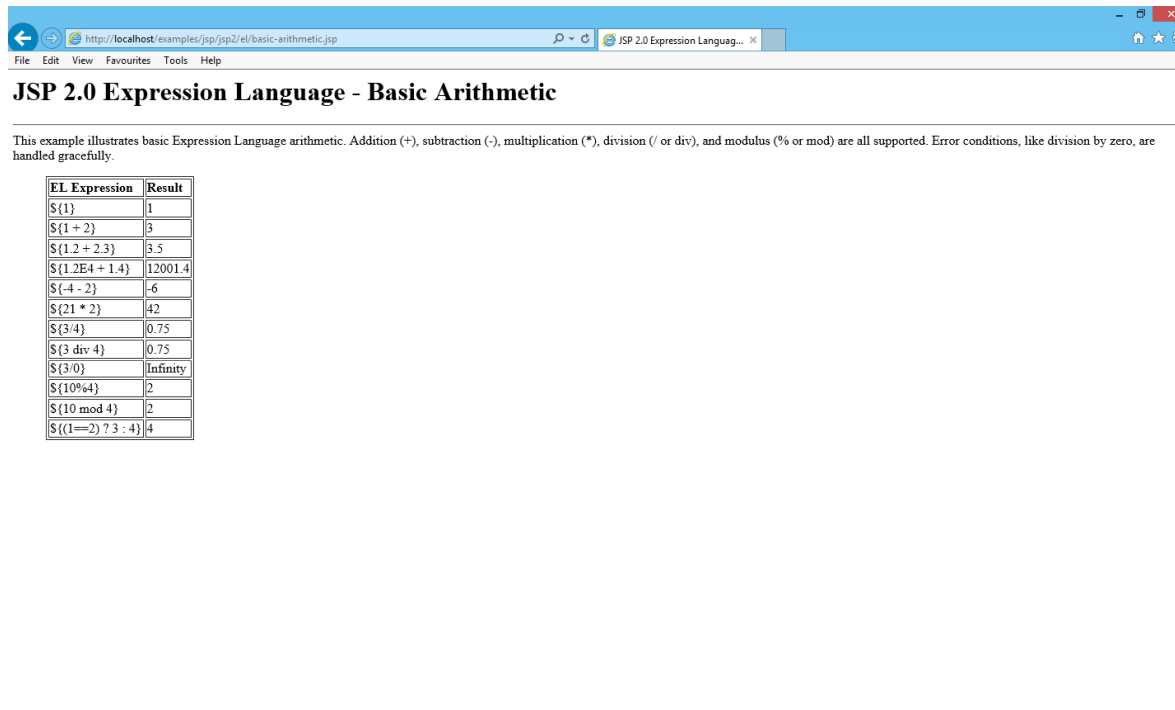 http://localhost/examples/jsp/jsp2/el/basic-arithmetic.jsp
JSP 2.0 Expression Languag...
File Edit View Favourites Tools Help
JSP 2.0 Expression Language - Basic Arithmetic
This example illustrates basic Expression Language arithmetic. Addition (+), subtraction (-), multiplication (*), division (/ or div), and modulus (% or mod) are all supported. Error conditions, like division by zero, are
handled gracefully.
EL Expression Result
${1} 1
${1 + 2} 3
${1.2 + 2.3} 3.5
${1.2E4 + 1.4} 12001.4
${-4 - 2} -6
${21 * 2} 42
${3/4} 0.75
${3 div 4} 0.75
${3/0} Infinity
${10%4} 2
${10 mod 4} 2
${(1==2) ? 3 : 4} 4